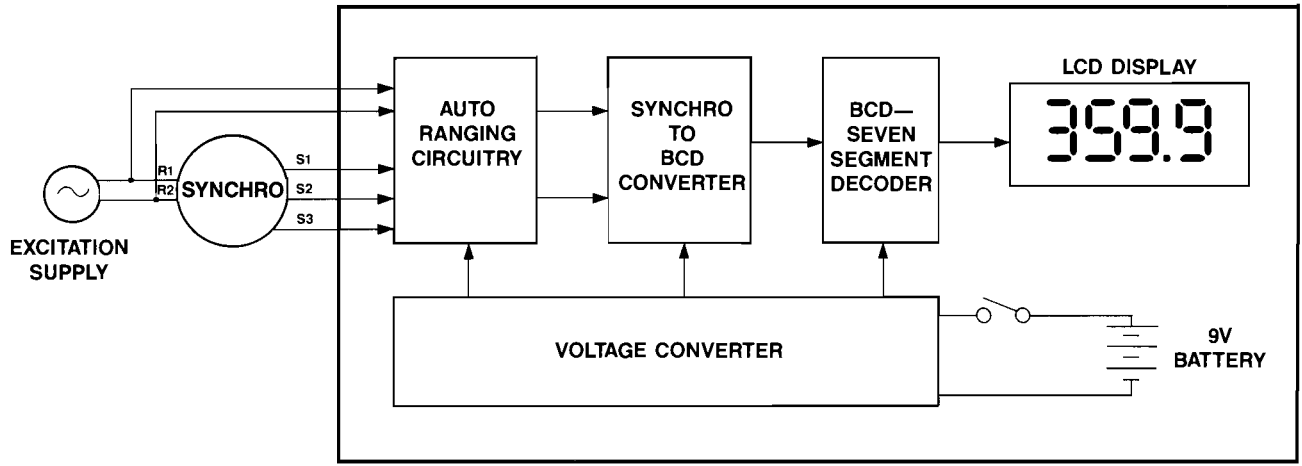 LCD DISPLAY
359.9
AUTO
RANGING
CIRCUITRY
SYNCHRO
TO
BCD
CONVERTER
BCD—
SEVEN
SEGMENT
DECODER
R1
R2
SYNCHRO
S1
S2
S3
EXCITATION
SUPPLY
VOLTAGE CONVERTER
9V
BATTERY